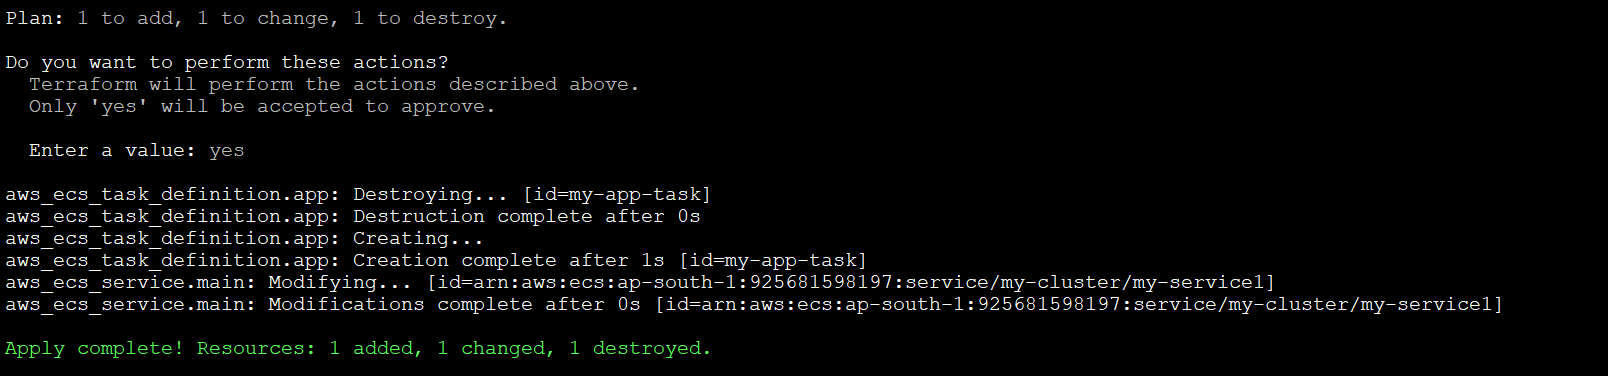 Plan: 1 to add, 1 to change, 1 to destroy.
Do you want to perform these actions?
Terraform will perform the actions described above.
Only 'yes' will be accepted to approve.
Enter a value: yes
aws_ecs_task_definition.app: Destroying... [id=my-app-task]
aws_ecs_task_definition.app: Destruction complete after 0s
aws_ecs_task_definition.app: Creating...
aws_ecs_task_definition.app: Creation complete after 1s [id=my-app-task]
aws_ecs_service.main: Modifying... [id=arn:aws:ecs:ap-south-1:925681598197:service/my-cluster/my-service1]
aws_ecs_service.main: Modifications complete after 0s [id=arn:aws:ecs:ap-south-1:925681598197:service/my-cluster/my-service1]
Apply complete! Resources: 1 added, 1 changed, 1 destroyed.